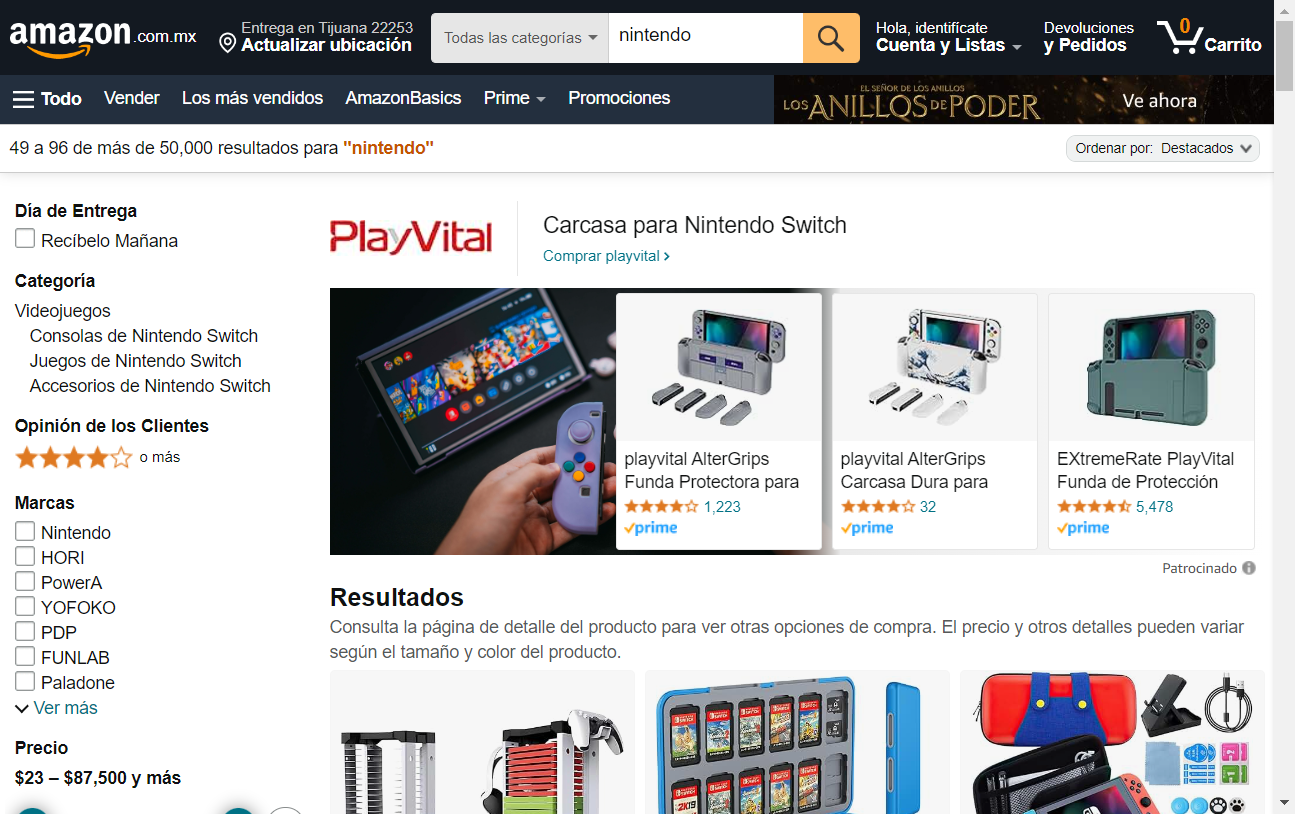 amazon.com.mx
Entrega en Tijuana 22253
Actualizar ubicación
Todas las categorías
nintendo
Hola, identifícate
Cuenta y Listas
Devoluciones
y Pedidos
0
Carrito
Todo
Vender
Los más vendidos
AmazonBasics
Prime
Promociones
EL SEÑOR DE LOS ANILLOS
LOS ANILLOS DE PODER
Ve ahora
49 a 96 de más de 50,000 resultados para "nintendo"
Ordenar por: Destacados
Día de Entrega
Recíbelo Mañana
Categoría
Videojuegos
Consolas de Nintendo Switch
Juegos de Nintendo Switch
Accesorios de Nintendo Switch
Opinión de los Clientes
o más
Marcas
Nintendo
HORI
PowerA
YOFOKO
PDP
FUNLAB
Paladone
Ver más
Precio
$23 – $87,500 y más
PlayVital
Carcasa para Nintendo Switch
Comprar playvital
playvital AlterGrips
Funda Protectora para
1,223
prime
playvital AlterGrips
Carcasa Dura para
32
prime
EXtremeRate PlayVital
Funda de Protección
5,478
prime
Patrocinado
Resultados
Consulta la página de detalle del producto para ver otras opciones de compra. El precio y otros detalles pueden variar
según el tamaño y color del producto.
2K19